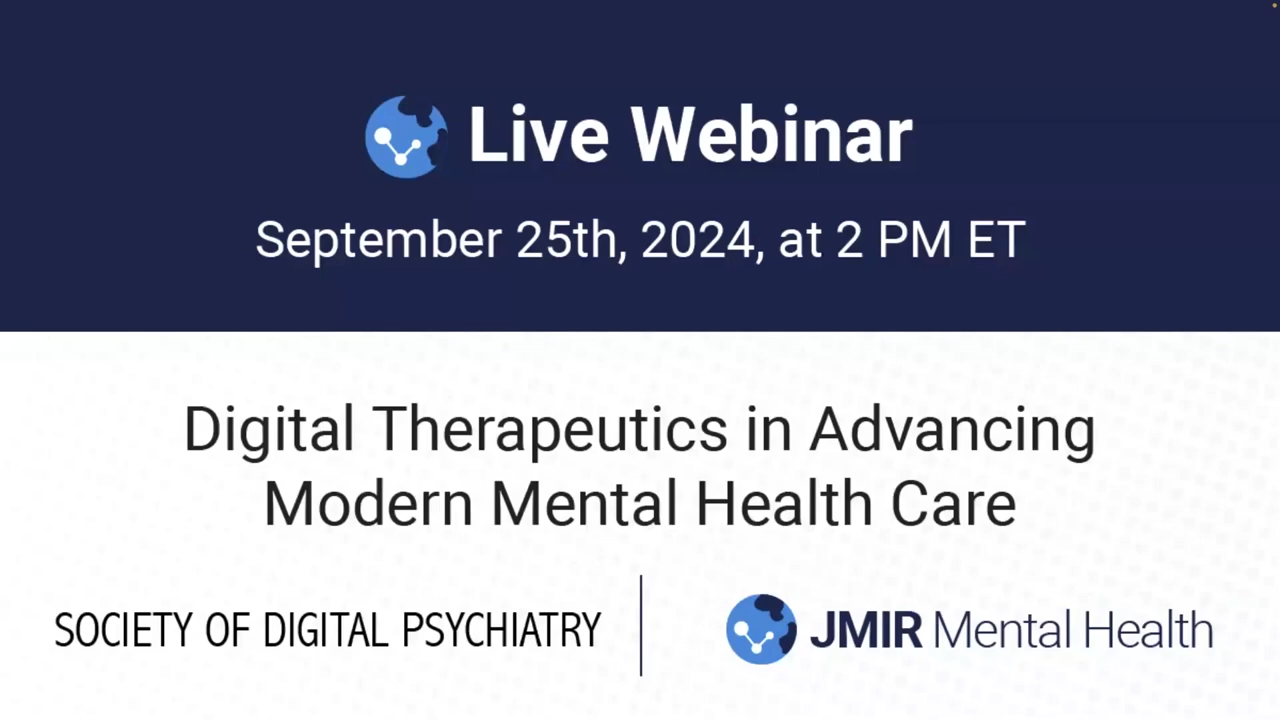 Live Webinar
September 25th, 2024, at 2 PM ET
Digital Therapeutics in Advancing
Modern Mental Health Care
SOCIETY OF DIGITAL PSYCHIATRY
JMIR Mental Health